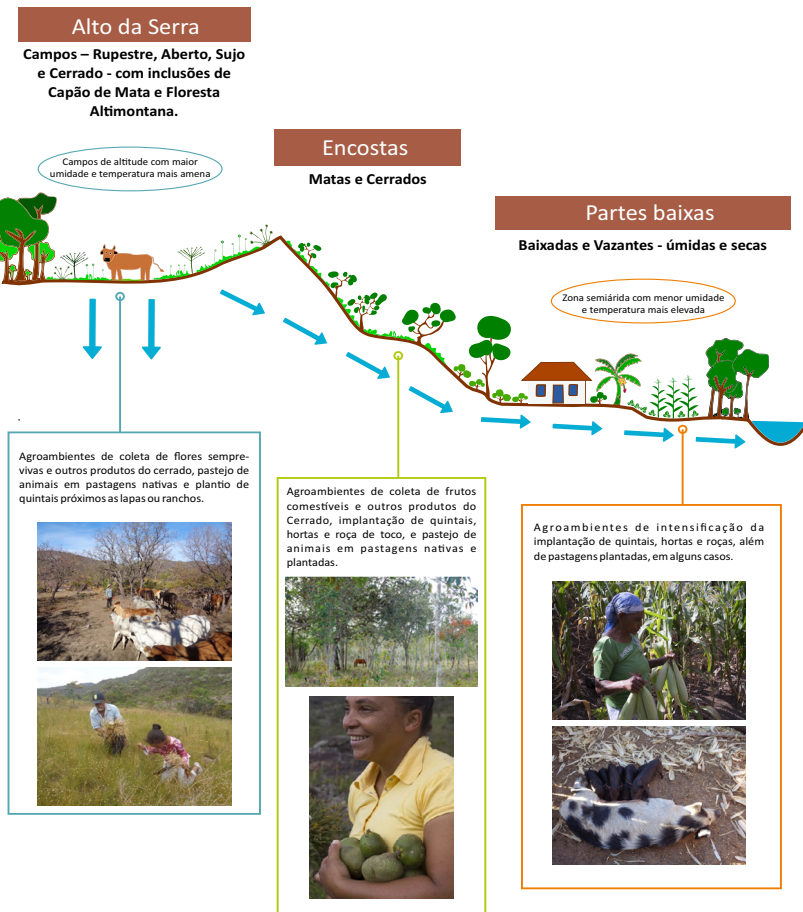 Alto da Serra
Campos – Rupestre, Aberto, Sujo
e Cerrado - com inclusões de
Capão de Mata e Floresta
Altimontana.
Campos de altitude com maior
umidade e temperatura mais amena
Encostas
Matas e Cerrados
Partes baixas
Baixadas e Vazantes - úmidas e secas
Zona semiárida com menor umidade
e temperatura mais elevada
Agroambientes de coleta de flores sempre-
vivas e outros produtos do cerrado, pastejo de
animais em pastagens nativas e plantio de
quintais próximos as lapas ou ranchos.
Agroambientes de coleta de frutos
comestíveis e outros produtos do
Cerrado, implantação de quintais,
hortas e roça de toco, e pastejo de
animais em pastagens nativas e
plantadas.
Agroambientes de intensificação da
implantação de quintais, hortas e roças, além
de pastagens plantadas, em alguns casos.